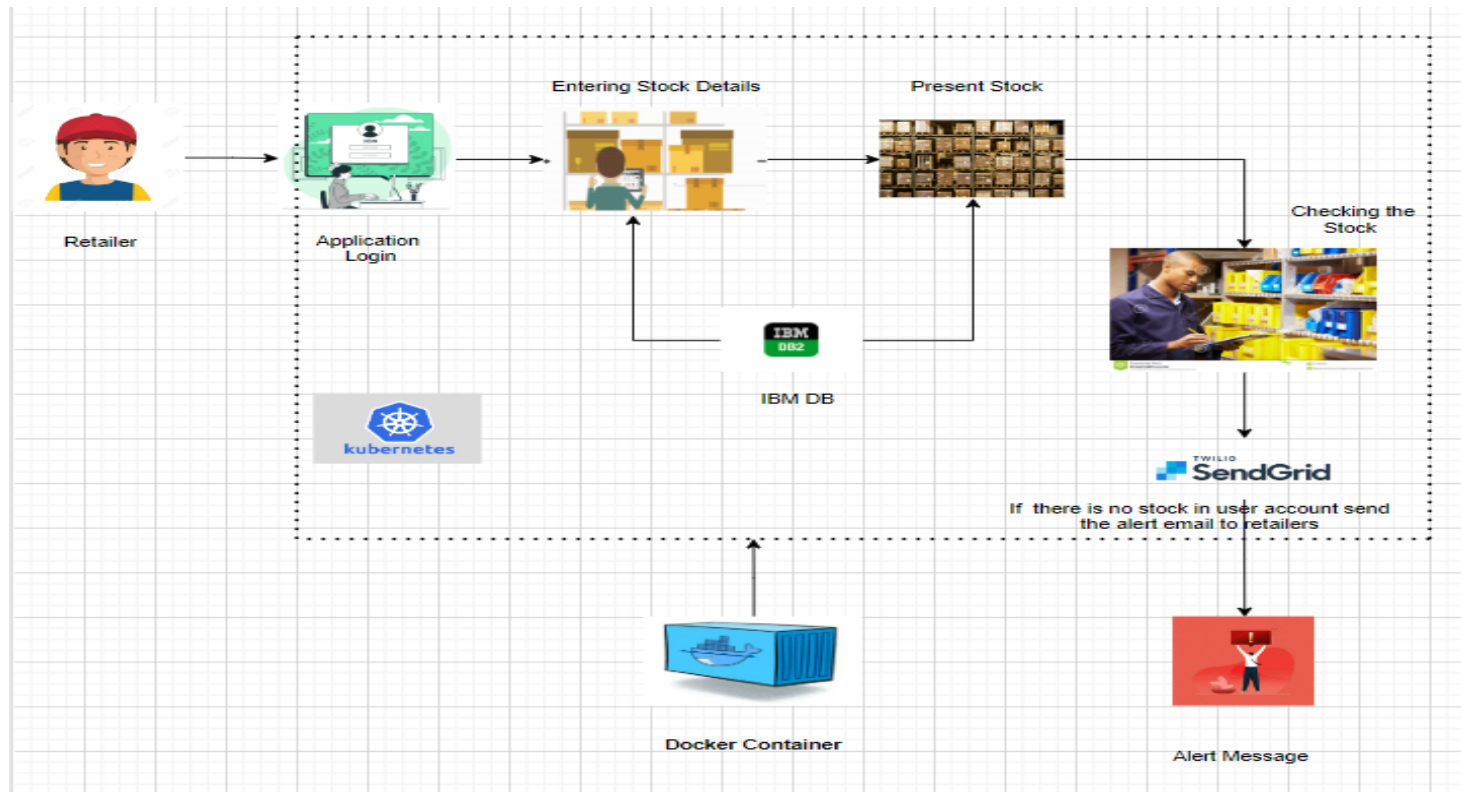 Entering Stock Details
Present Stock
Checking the
Stock
Retailer
Application
Login
IBM
DB2
IBM DB
kubernetes
TWILIO
SendGrid
If there is no stock in user account send
the alert email to retailers
Docker Container
Alert Message